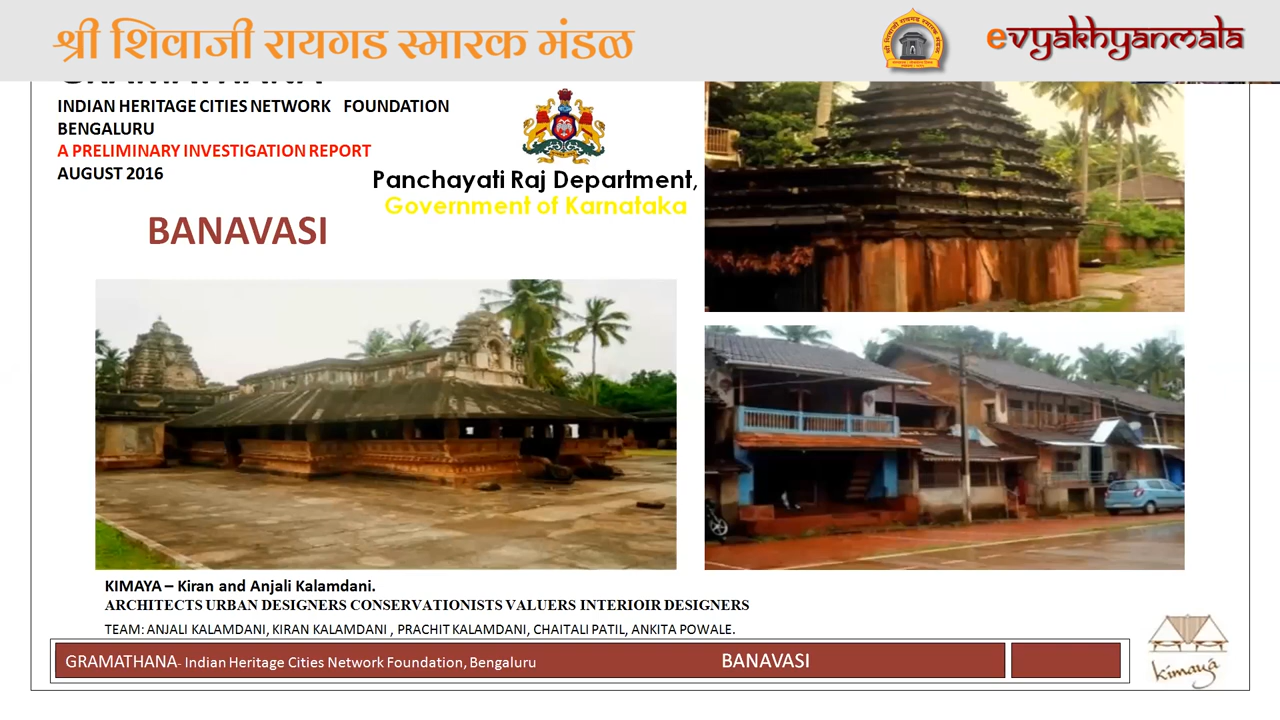 श्री शिवाजी रायगड स्मारक मंडळ
evyakhyanmala
GRAMATHANA
INDIAN HERITAGE CITIES NETWORK FOUNDATION
BENGALURU
A PRELIMINARY INVESTIGATION REPORT
AUGUST 2016
Panchayati Raj Department,
Government of Karnataka
BANAVASI
KIMAYA – Kiran and Anjali Kalamdani.
ARCHITECTS URBAN DESIGNERS CONSERVATIONISTS VALUERS INTERIOIR DESIGNERS
TEAM: ANJALI KALAMDANI, KIRAN KALAMDANI , PRACHIT KALAMDANI, CHAITALI PATIL, ANKITA POWALE.
GRAMATHANA- Indian Heritage Cities Network Foundation, Bengaluru
BANAVASI
kimayá